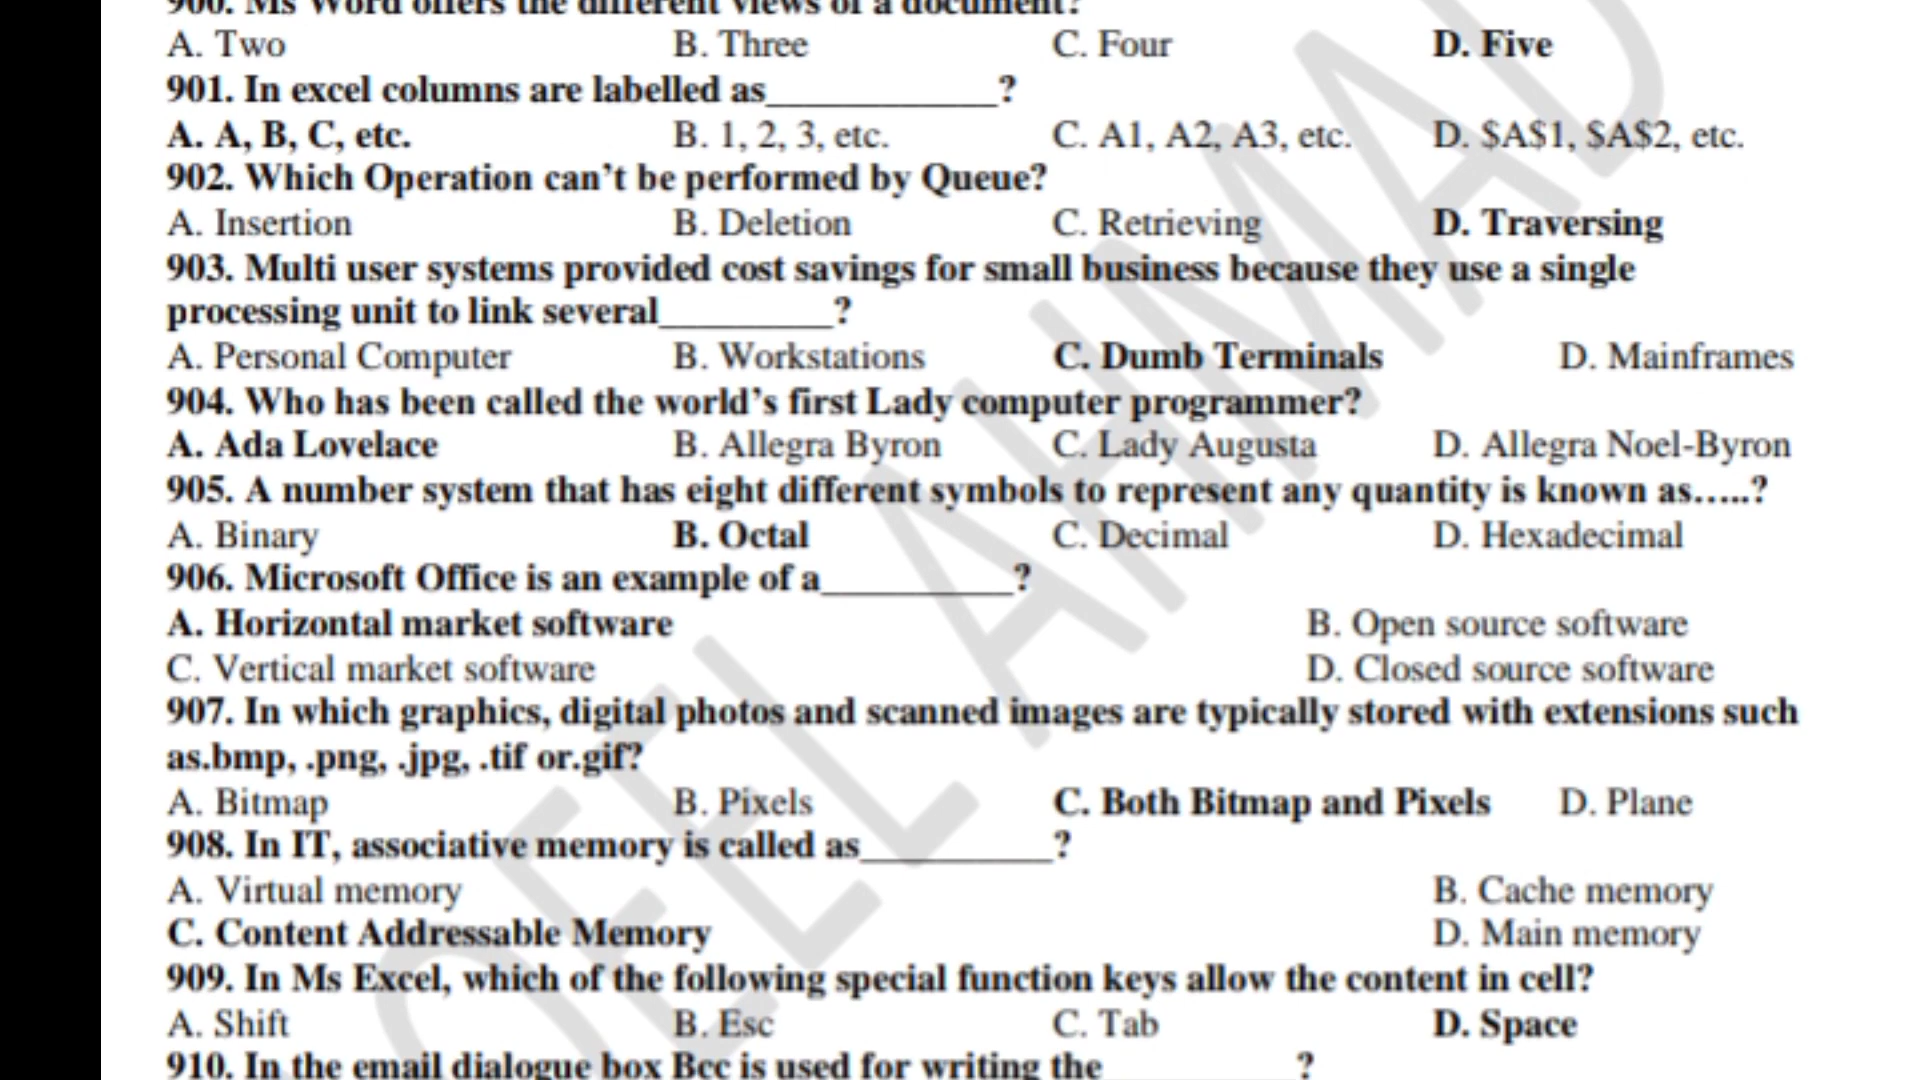 900. Ms Word offers the different views of a document?
A. Two B. Three C. Four D. Five
901. In excel columns are labelled as____________?
A. A, B, C, etc. B. 1, 2, 3, etc. C. A1, A2, A3, etc. D. $A$1, $A$2, etc.
902. Which Operation can’t be performed by Queue?
A. Insertion B. Deletion C. Retrieving D. Traversing
903. Multi user systems provided cost savings for small business because they use a single
processing unit to link several_________?
A. Personal Computer B. Workstations C. Dumb Terminals D. Mainframes
904. Who has been called the world’s first Lady computer programmer?
A. Ada Lovelace B. Allegra Byron C. Lady Augusta D. Allegra Noel-Byron
905. A number system that has eight different symbols to represent any quantity is known as…..?
A. Binary B. Octal C. Decimal D. Hexadecimal
906. Microsoft Office is an example of a__________?
A. Horizontal market software B. Open source software
C. Vertical market software D. Closed source software
907. In which graphics, digital photos and scanned images are typically stored with extensions such
as.bmp, .png, .jpg, .tif or.gif?
A. Bitmap B. Pixels C. Both Bitmap and Pixels D. Plane
908. In IT, associative memory is called as__________?
A. Virtual memory B. Cache memory
C. Content Addressable Memory D. Main memory
909. In Ms Excel, which of the following special function keys allow the content in cell?
A. Shift B. Esc C. Tab D. Space
910. In the email dialogue box Bcc is used for writing the__________?